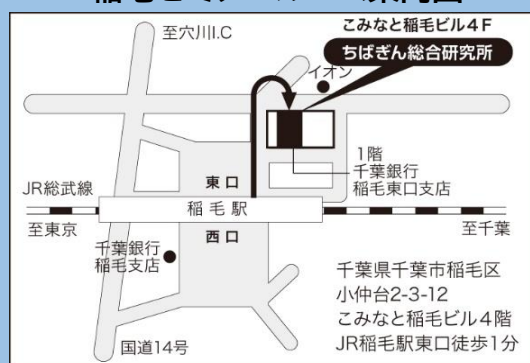 至穴川I.C
こみなと稲毛ビル4F
ちばぎん総合研究所
イオン
1階
千葉銀行
稲毛東口支店
東口
JR総武線
稲毛駅
至東京
至千葉
西口
千葉銀行
稲毛支店
国道14号
千葉県千葉市稲毛区
小仲台2-3-12
こみなと稲毛ビル4階
JR稲毛駅東口徒歩1分